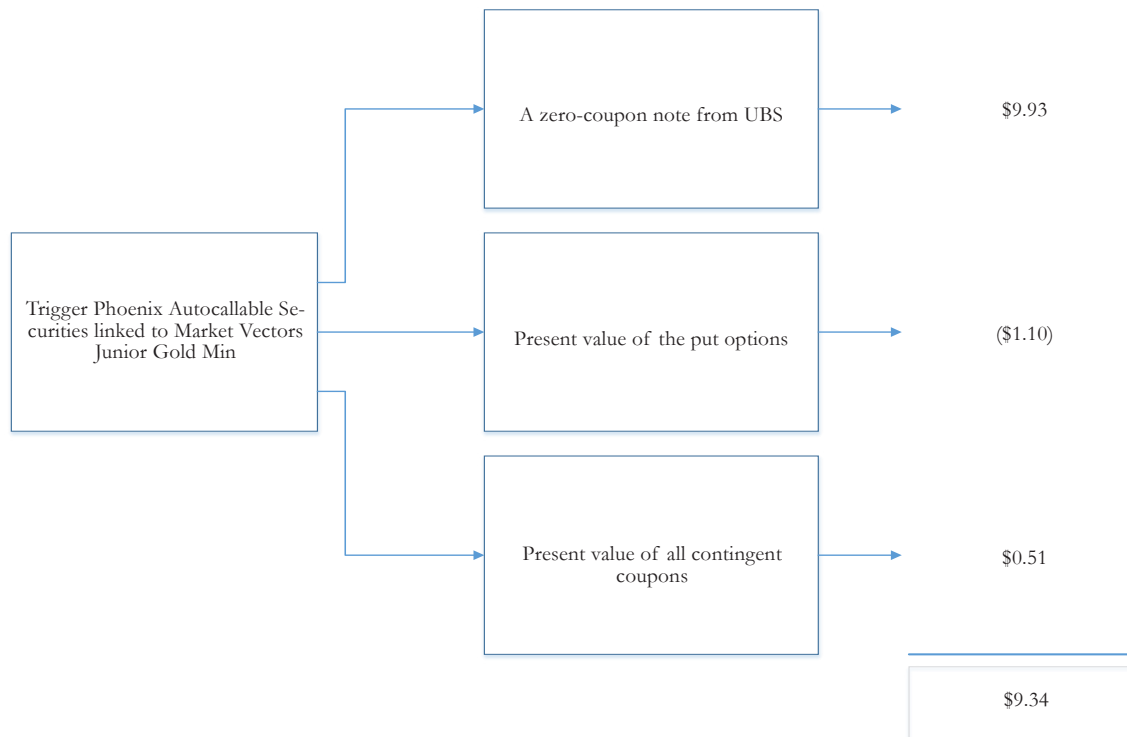 A zero-coupon note from UBS
$9.93
Trigger Phoenix Autocallable Se-
curities linked to Market Vectors
Junior Gold Min
Present value of the put options
($1.10)
Present value of all contingent
coupons
$0.51
$9.34